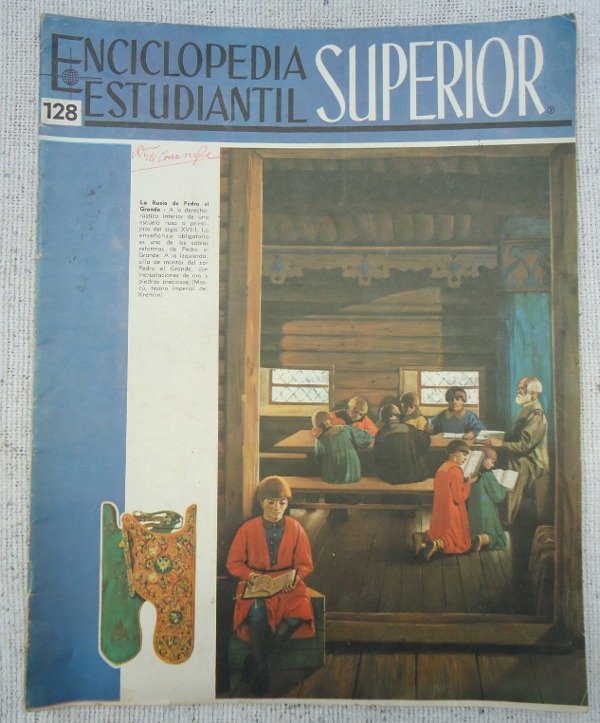 ENCICLOPEDIA
ESTUDIANTIL
SUPERIOR
®
128
La Rusia de Pedro el
Grande - A la derecha,
rústico interior de una
escuela rusa a princi-
pios del siglo XVIII. La
enseñanza obligatoria
es una de las sabias
reformas de Pedro el
Grande. A la izquierda:
silla de montar del zar
Pedro el Grande, con
incrustaciones de oro y
piedras preciosas (Mos-
cú, tesoro imperial del
Kremlin)